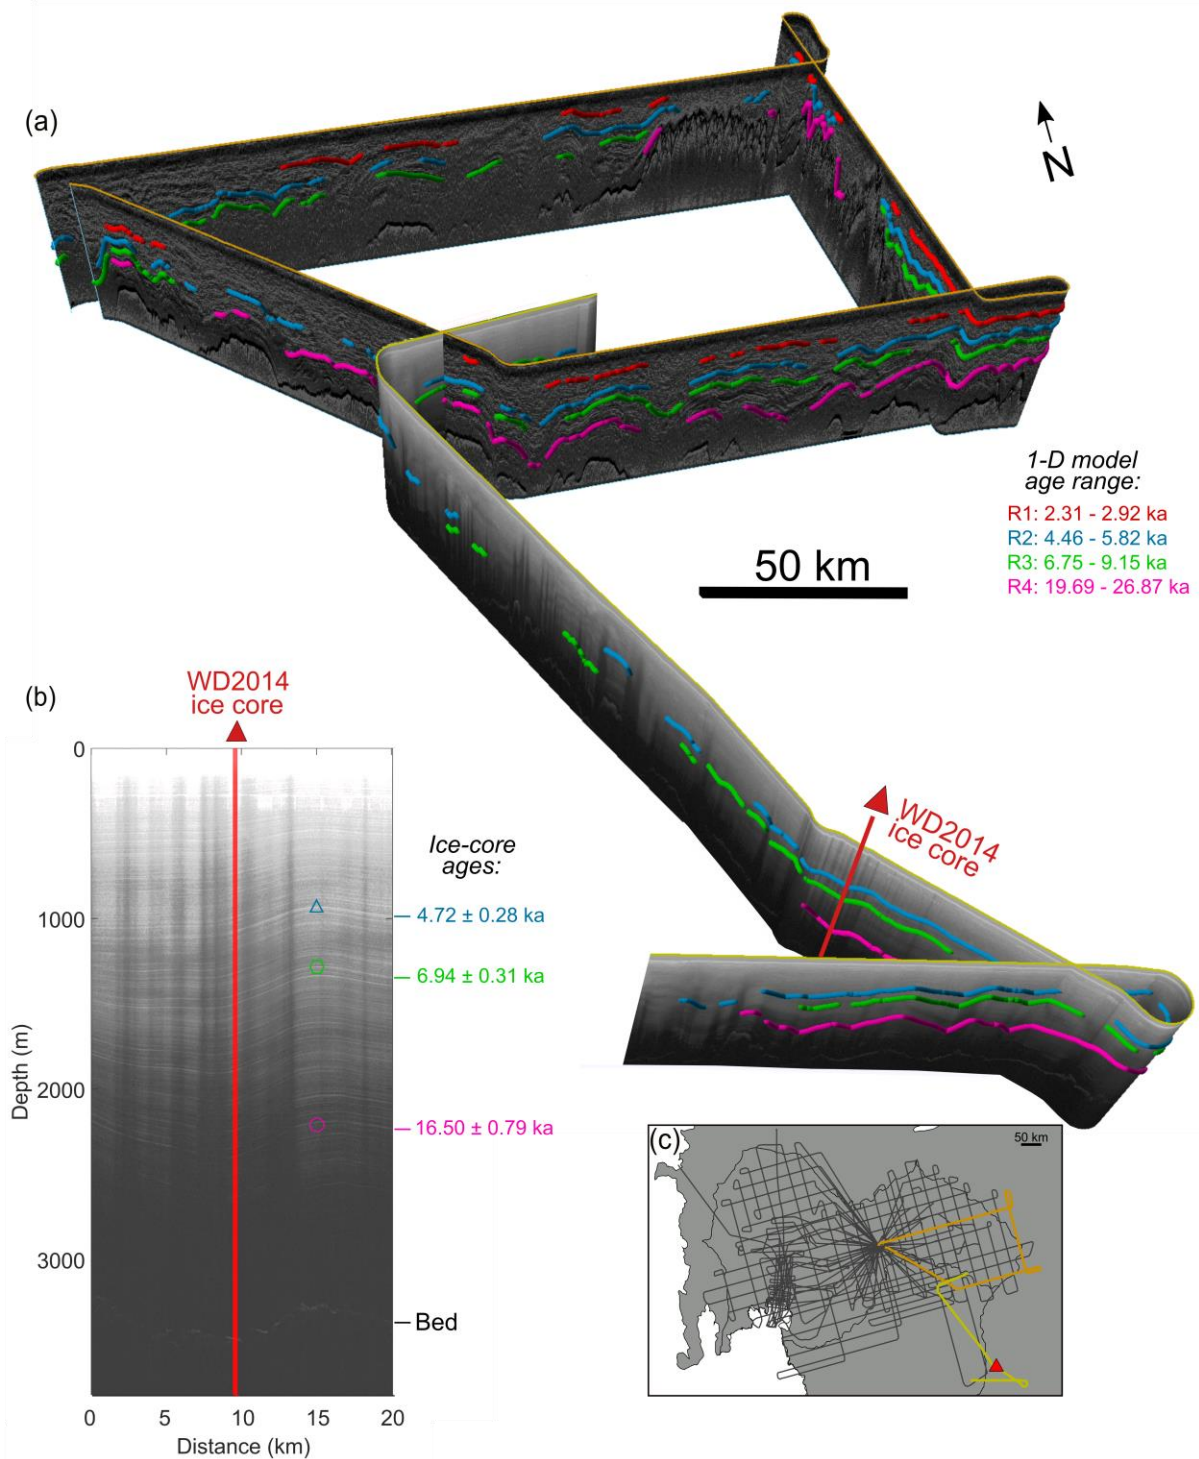 (a)
N
1-D model
age range:
R1: 2.31 - 2.92 ka
R2: 4.46 - 5.82 ka
R3: 6.75 - 9.15 ka
R4: 19.69 - 26.87 ka
50 km
WD2014
ice core
(b)
WD2014
ice core
0
1000
2000
3000
Depth (m)
0 5 10 15 20
Distance (km)
Ice-core
ages:
4.72 ± 0.28 ka
6.94 ± 0.31 ka
16.50 ± 0.79 ka
Bed
(c)
50 km